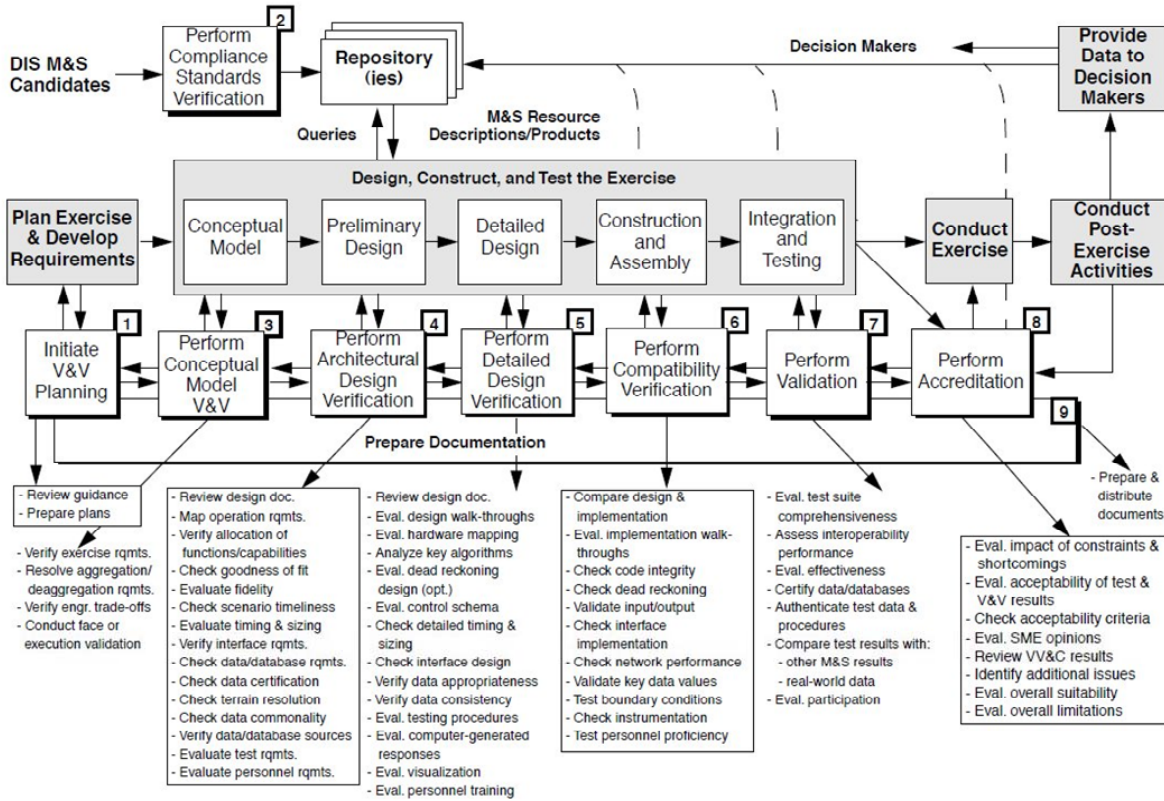 2
Perform
Compliance
Standards
Verification
DIS M&S
Candidates
Repository
(ies)
Decision Makers
Provide
Data to
Decision
Makers
Queries
M&S Resource
Descriptions/Products
Design, Construct, and Test the Exercise
Plan Exercise
& Develop
Requirements
Conceptual
Model
Preliminary
Design
Detailed
Design
Construction
and
Assembly
Integration
and
Testing
Conduct
Exercise
Conduct
Post-
Exercise
Activities
1
Initiate
V&V
Planning
3
Perform
Conceptual
Model
V&V
4
Perform
Architectural
Design
Verification
5
Perform
Detailed
Design
Verification
6
Perform
Compatibility
Verification
7
Perform
Validation
8
Perform
Accreditation
9
Prepare Documentation
- Review guidance
- Prepare plans
- Verify exercise rqmts.
- Resolve aggregation/
deaggregation rqmts.
- Verify engr. trade-offs
- Conduct face or
execution validation
- Review design doc.
- Map operation rqmts.
- Verify allocation of
functions/capabilities
- Check goodness of fit
- Evaluate fidelity
- Check scenario timeliness
- Evaluate timing & sizing
- Verify interface rqmts.
- Check data/database rqmts.
- Check data certification
- Check terrain resolution
- Check data commonality
- Verify data/database sources
- Evaluate test rqmts.
- Evaluate personnel rqmts.
- Review design doc.
- Eval. design walk-throughs
- Eval. hardware mapping
- Analyze key algorithms
- Eval. dead reckoning
design (opt.)
- Eval. control schema
- Check detailed timing &
sizing
- Check interface design
- Verify data appropriateness
- Verify data consistency
- Eval. testing procedures
- Eval. computer-generated
responses
- Eval. visualization
- Eval. personnel training
- Compare design &
implementation
- Eval. implementation walk-
throughs
- Check code integrity
- Check dead reckoning
- Validate input/output
- Check interface
implementation
- Check network performance
- Validate key data values
- Test boundary conditions
- Check instrumentation
- Test personnel proficiency
- Eval. test suite
comprehensiveness
- Assess interoperability
performance
- Eval. effectiveness
- Certify data/databases
- Authenticate test data &
procedures
- Compare test results with:
- other M&S results
- real-world data
- Eval. participation
- Eval. impact of constraints &
shortcomings
- Eval. acceptability of test &
V&V results
- Check acceptability criteria
- Eval. SME opinions
- Review VV&C results
- Identify additional issues
- Eval. overall suitability
- Eval. overall limitations
- Prepare &
distribute
documents